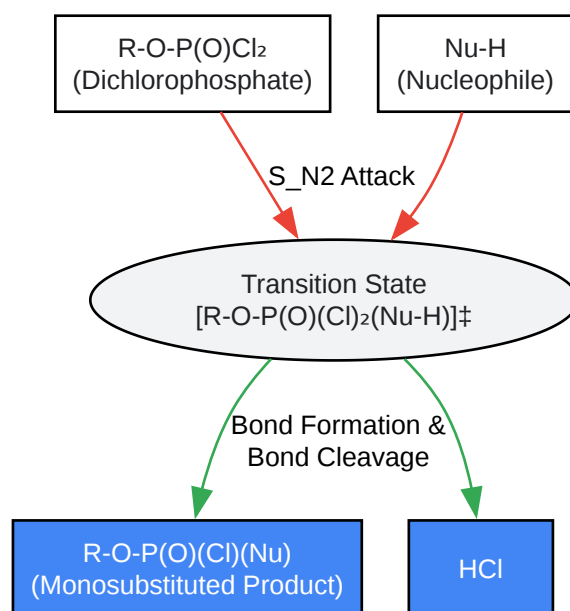 R-O-P(O)Cl₂
(Dichlorophosphate)
Nu-H
(Nucleophile)
S_N2 Attack
Transition State
[R-O-P(O)(Cl)₂(Nu-H)]‡
Bond Formation &
Bond Cleavage
R-O-P(O)(Cl)(Nu)
(Monosubstituted Product)
HCl